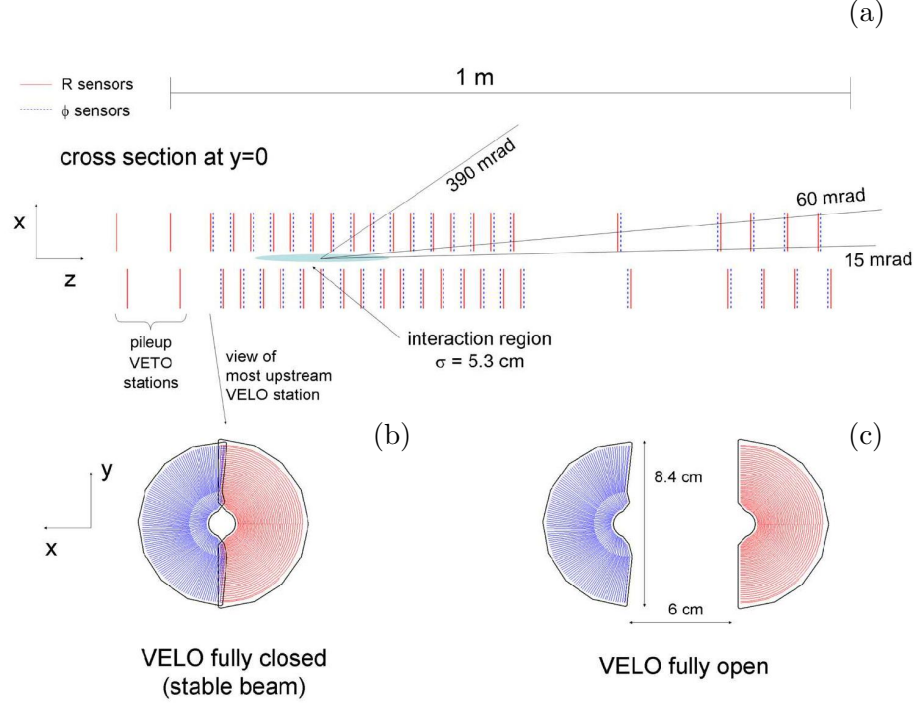 (a)
1 m
R sensors
ϕ sensors
cross section at y=0
390 mrad
60 mrad
15 mrad
x
z
interaction region
σ = 5.3 cm
pileup
VETO
stations
view of
most upstream
VELO station
(b)
(c)
y
x
8.4 cm
6 cm
VELO fully closed
(stable beam)
VELO fully open